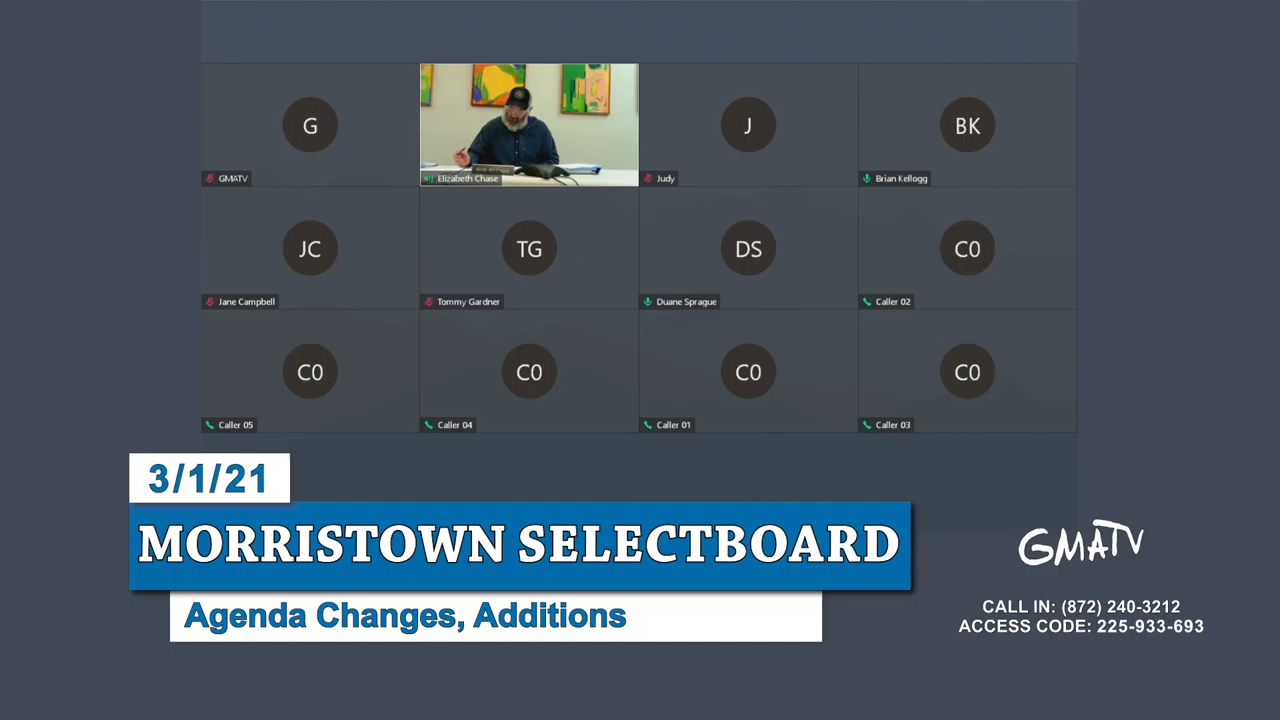 G
J
BK
GMATV
Elizabeth Chase
Judy
Brian Kellogg
JC
TG
DS
C0
Jane Campbell
Tommy Gardner
Duane Sprague
Caller 02
C0
C0
C0
C0
Caller 05
Caller 04
Caller 01
Caller 03
3/1/21
MORRISTOWN SELECTBOARD
Agenda Changes, Additions
GMATV
CALL IN: (872) 240-3212
ACCESS CODE: 225-933-693